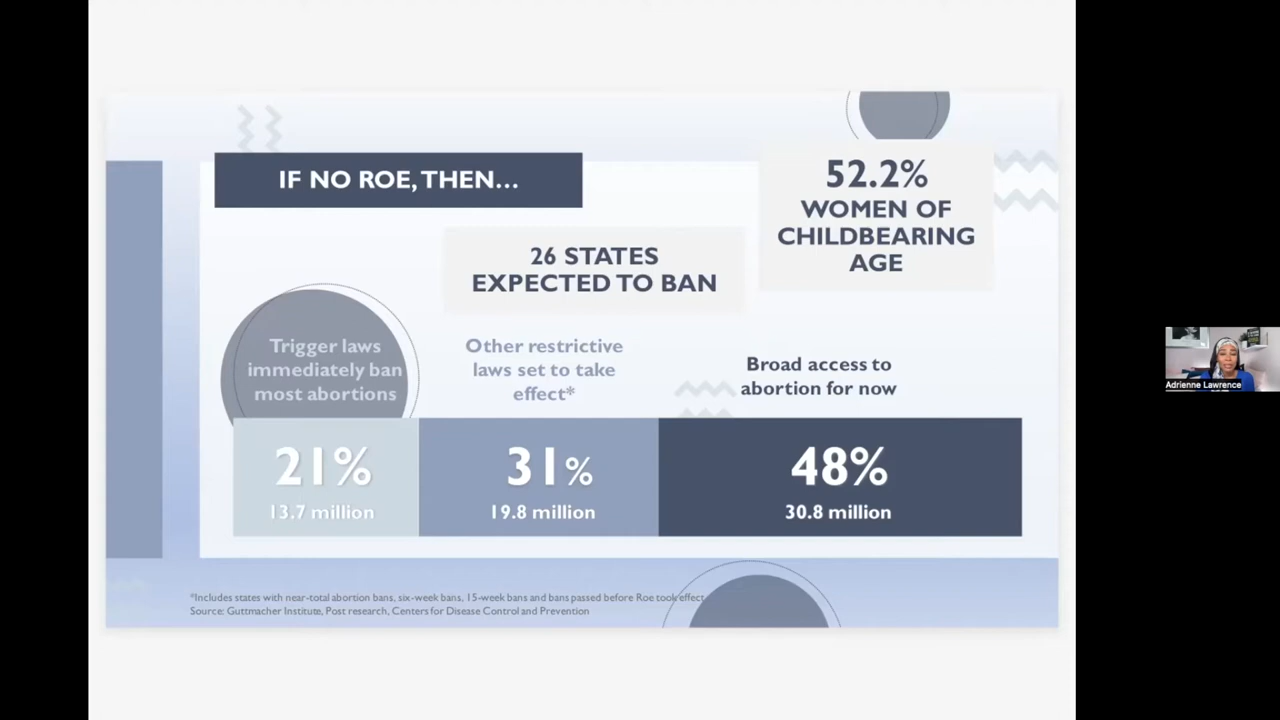 IF NO ROE, THEN...
52.2%
WOMEN OF
CHILDBEARING
AGE
26 STATES
EXPECTED TO BAN
Trigger laws
immediately ban
most abortions
Other restrictive
laws set to take
effect*
Broad access to
abortion for now
21%
13.7 million
31%
19.8 million
48%
30.8 million
*Includes states with near-total abortion bans, six-week bans, 15-week bans and bans passed before Roe took effect
Source: Guttmacher Institute, Post research, Centers for Disease Control and Prevention
Adrienne Lawrence